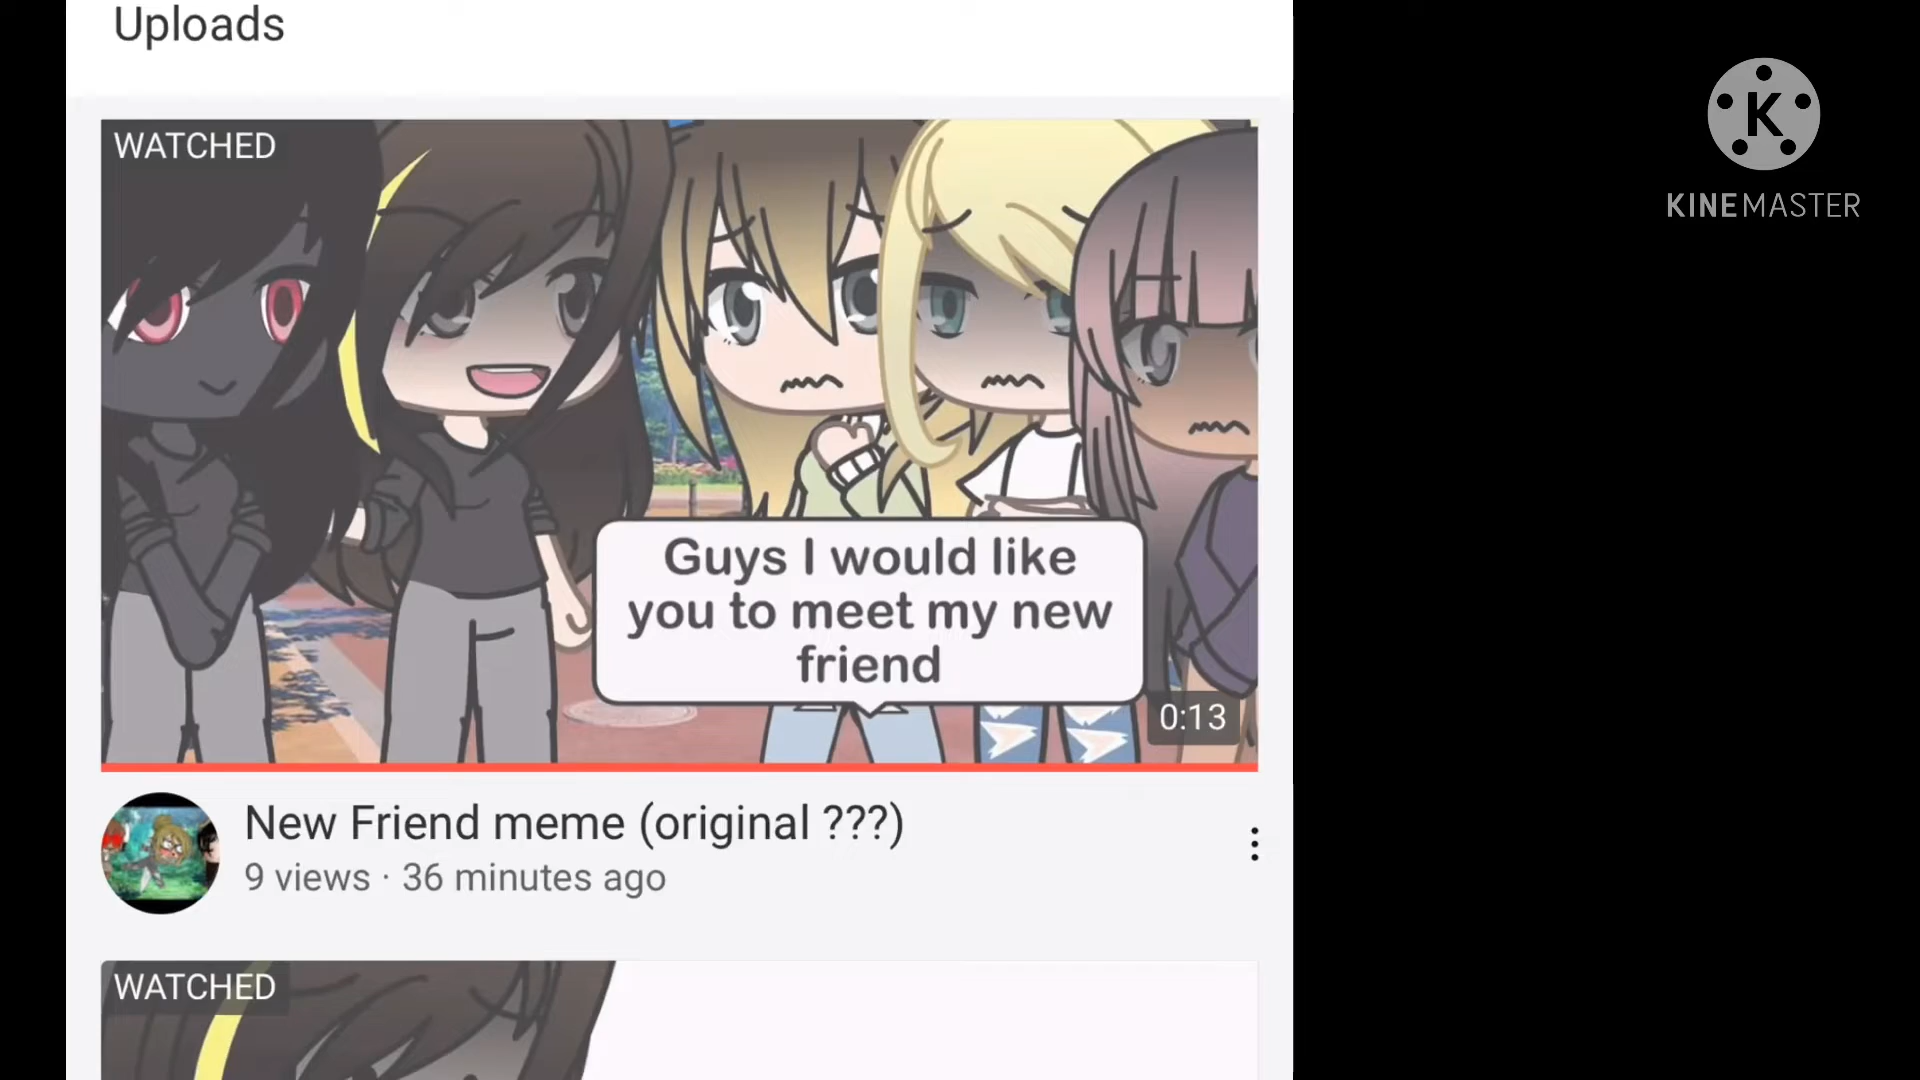 Uploads
WATCHED
K
KINEMASTER
Guys I would like
you to meet my new
friend
0:13
New Friend meme (original ???)
9 views · 36 minutes ago
WATCHED